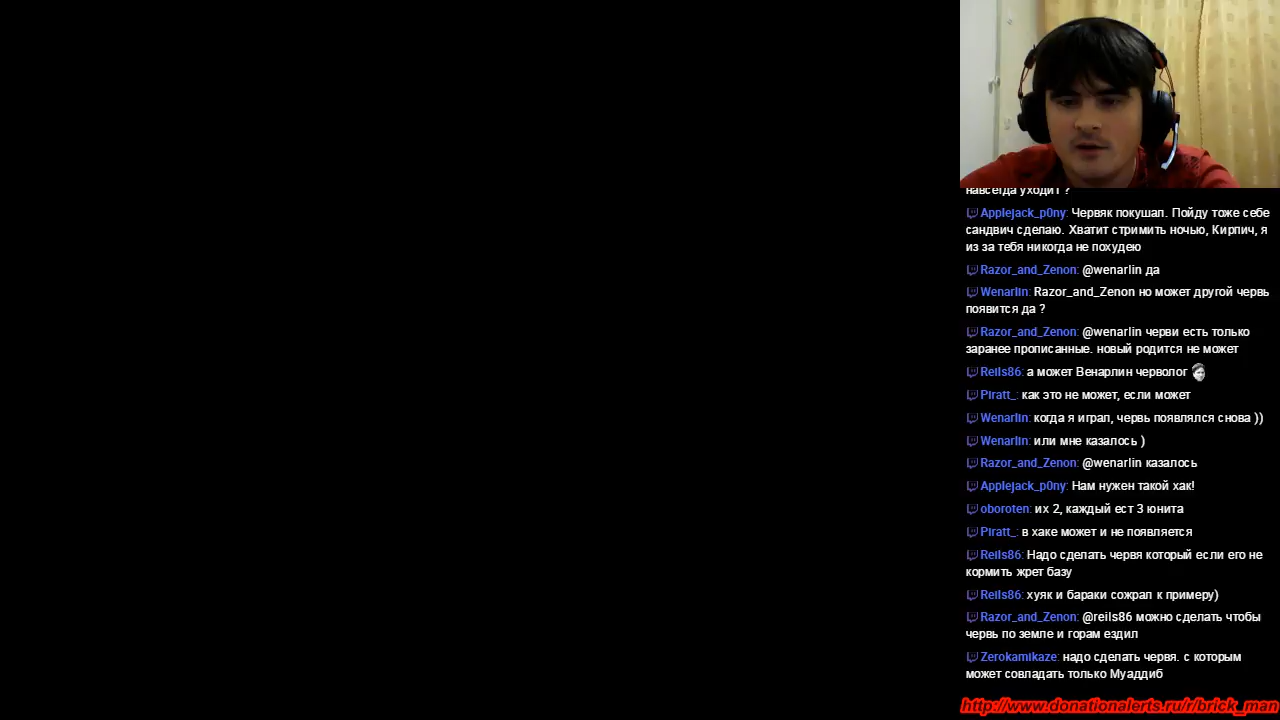 навсегда уходит ?
Applejack_p0ny: Червяк покушал. Пойду тоже себе
сандвич сделаю. Хватит стримить ночью, Кирпич, я
из за тебя никогда не похудею
Razor_and_Zenon: @wenarlin да
Wenarlin: Razor_and_Zenon но может другой червь
появится да ?
Razor_and_Zenon: @wenarlin черви есть только
заранее прописанные. новый родится не может
Reils86: а может Венарлин черволог
Piratt_: как это не может, если может
Wenarlin: когда я играл, червь появлялся снова ))
Wenarlin: или мне казалось )
Razor_and_Zenon: @wenarlin казалось
Applejack_p0ny: Нам нужен такой хак!
oboroten: их 2, каждый ест 3 юнита
Piratt_: в хаке может и не появляется
Reils86: Надо сделать червя который если его не
кормить жрет базу
Reils86: хуяк и бараки сожрал к примеру)
Razor_and_Zenon: @reils86 можно сделать чтобы
червь по земле и горам ездил
Zerokamikaze: надо сделать червя. с которым
может совладать только Муаддиб
http://www.donationalerts.ru/r/brick_man